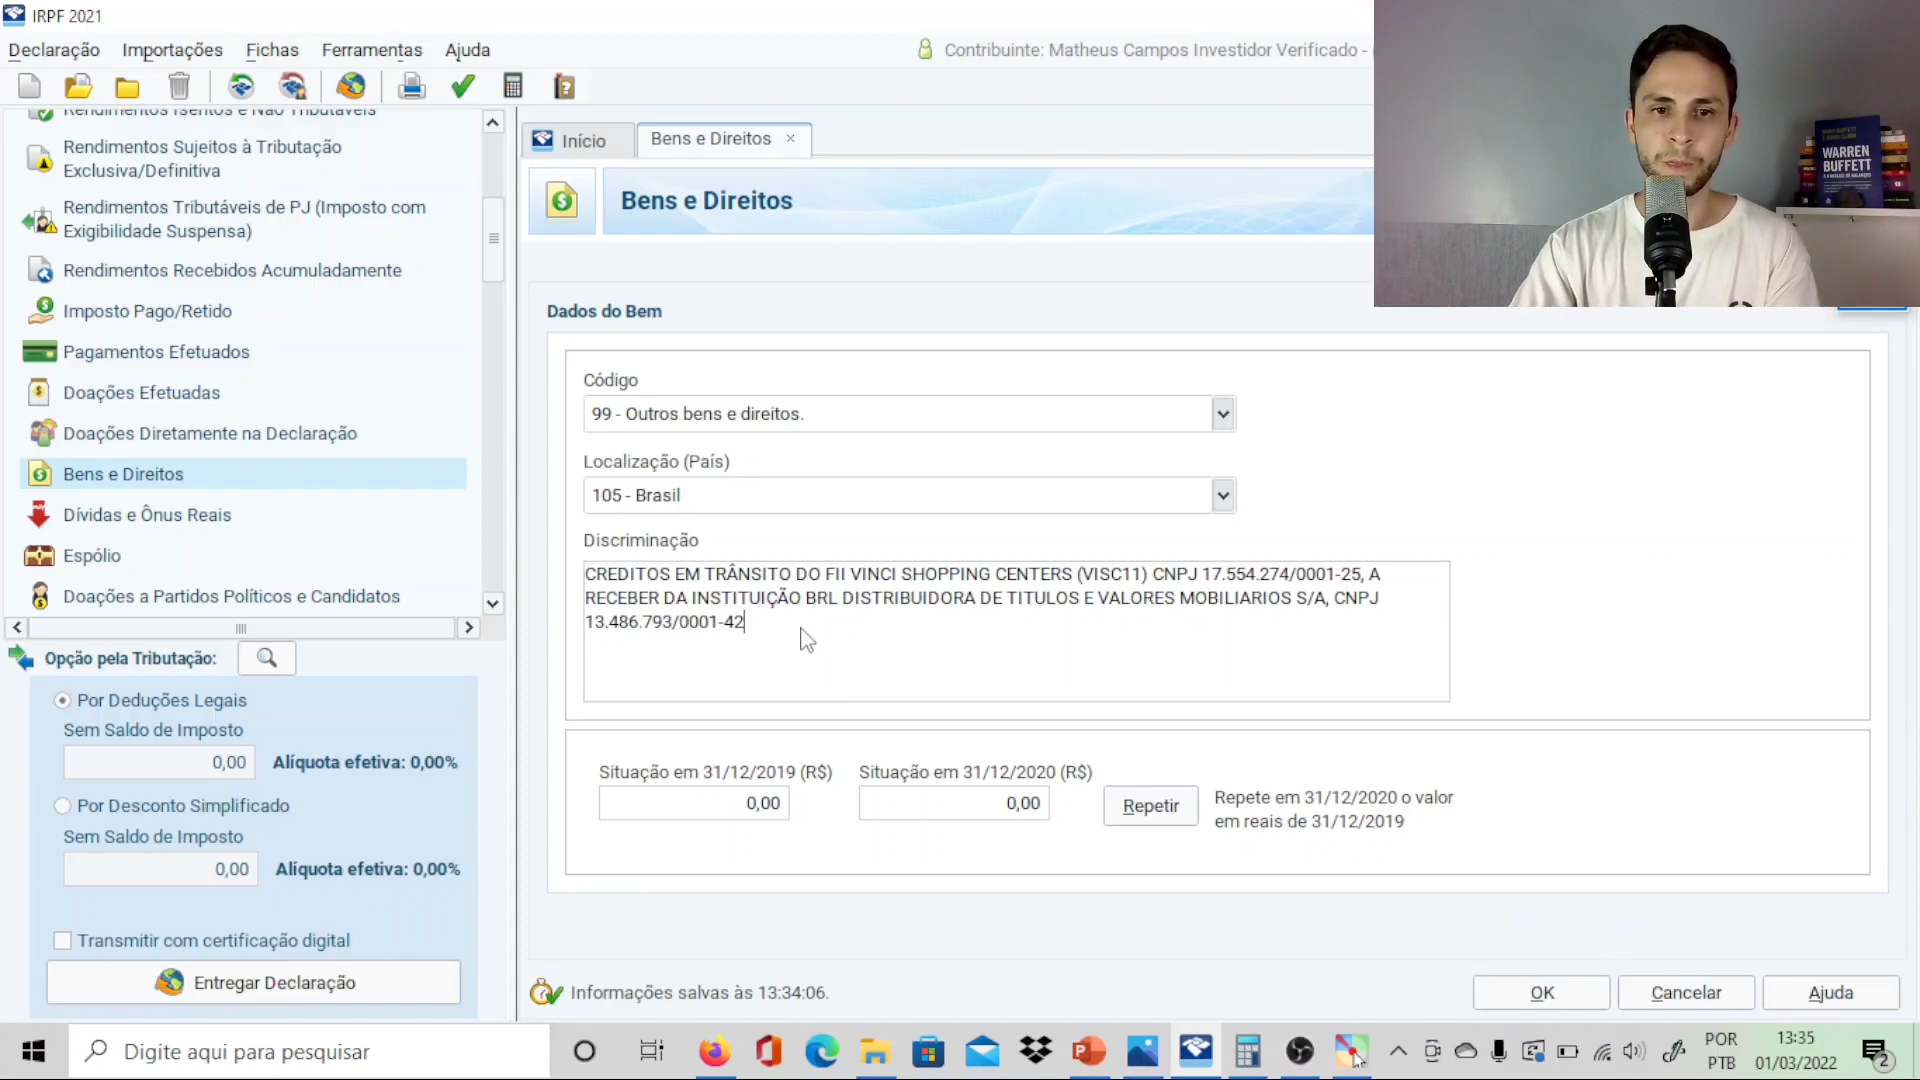 IRPF 2021
Declaração Importações Fichas Ferramentas Ajuda
Contribuinte: Matheus Campos Investidor Verificado -
Rendimentos Isentos e Não Tributáveis
Rendimentos Sujeitos à Tributação
Exclusiva/Definitiva
Rendimentos Tributáveis de PJ (Imposto com
Exigibilidade Suspensa)
Rendimentos Recebidos Acumuladamente
Imposto Pago/Retido
Pagamentos Efetuados
Doações Efetuadas
Doações Diretamente na Declaração
Bens e Direitos
Dívidas e Ônus Reais
Espólio
Doações a Partidos Políticos e Candidatos
Opção pela Tributação:
Por Deduções Legais
Sem Saldo de Imposto
0,00 Alíquota efetiva: 0,00%
Por Desconto Simplificado
Sem Saldo de Imposto
0,00 Alíquota efetiva: 0,00%
Transmitir com certificação digital
Entregar Declaração
Início Bens e Direitos ×
Bens e Direitos
Dados do Bem
Código
99 - Outros bens e direitos.
Localização (País)
105 - Brasil
Discriminação
CREDITOS EM TRÂNSITO DO FII VINCI SHOPPING CENTERS (VISC11) CNPJ 17.554.274/0001-25, A
RECEBER DA INSTITUIÇÃO BRL DISTRIBUIDORA DE TITULOS E VALORES MOBILIARIOS S/A, CNPJ
13.486.793/0001-42
Situação em 31/12/2019 (R$) Situação em 31/12/2020 (R$)
0,00 0,00 Repetir
Repete em 31/12/2020 o valor
em reais de 31/12/2019
Informações salvas às 13:34:06.
OK Cancelar Ajuda
WARREN
BUFFETT
Digite aqui para pesquisar
POR
PTB
13:35
01/03/2022
2